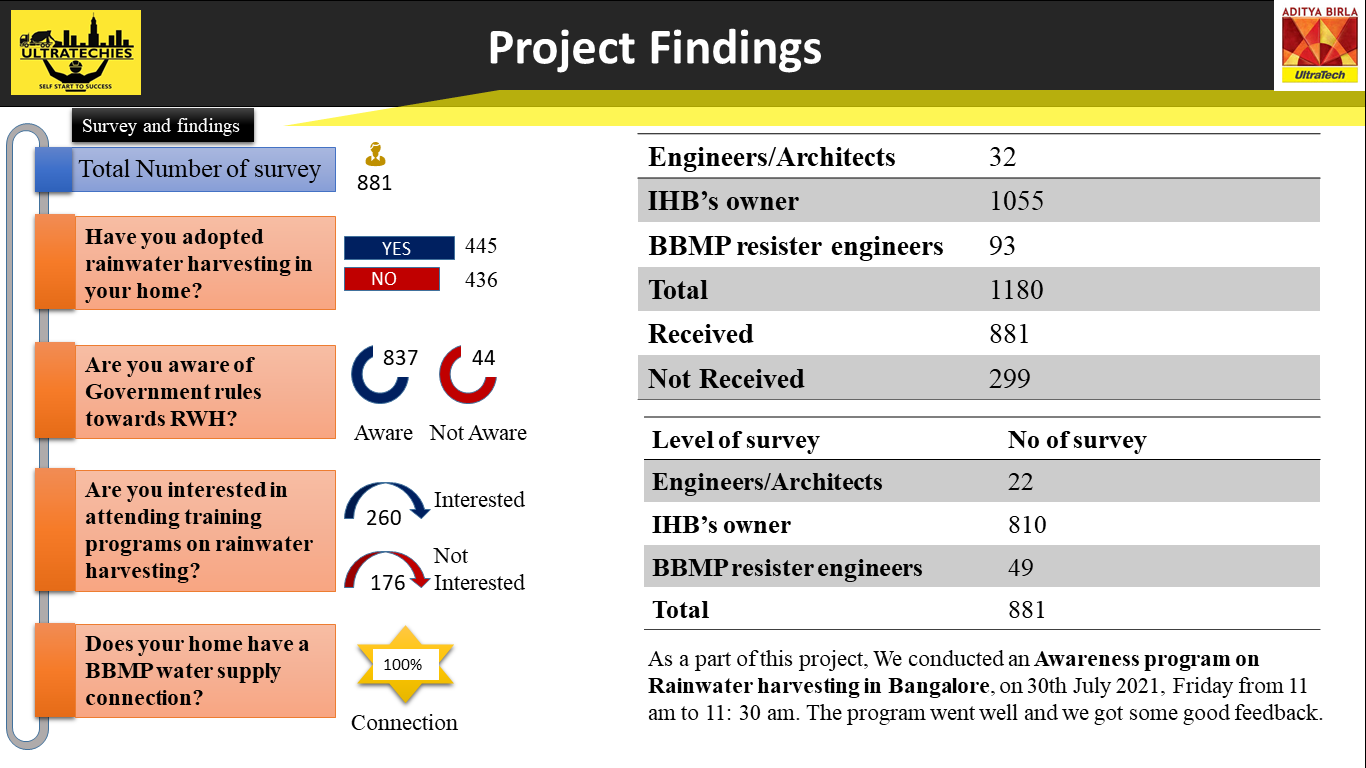 ULTRATECHIES
SELF START TO SUCCESS
Project Findings
ADITYA BIRLA
UltraTech
Survey and findings
Total Number of survey
881
Have you adopted
rainwater harvesting in
your home?
YES 445
NO 436
Are you aware of
Government rules
towards RWH?
837 44
Aware Not Aware
Are you interested in
attending training
programs on rainwater
harvesting?
260 Interested
Not
176 Interested
Does your home have a
BBMP water supply
connection?
100%
Connection
Engineers/Architects 32
IHB’s owner 1055
BBMP resister engineers 93
Total 1180
Received 881
Not Received 299
Level of survey No of survey
Engineers/Architects 22
IHB’s owner 810
BBMP resister engineers 49
Total 881
As a part of this project, We conducted an Awareness program on
Rainwater harvesting in Bangalore, on 30th July 2021, Friday from 11
am to 11: 30 am. The program went well and we got some good feedback.